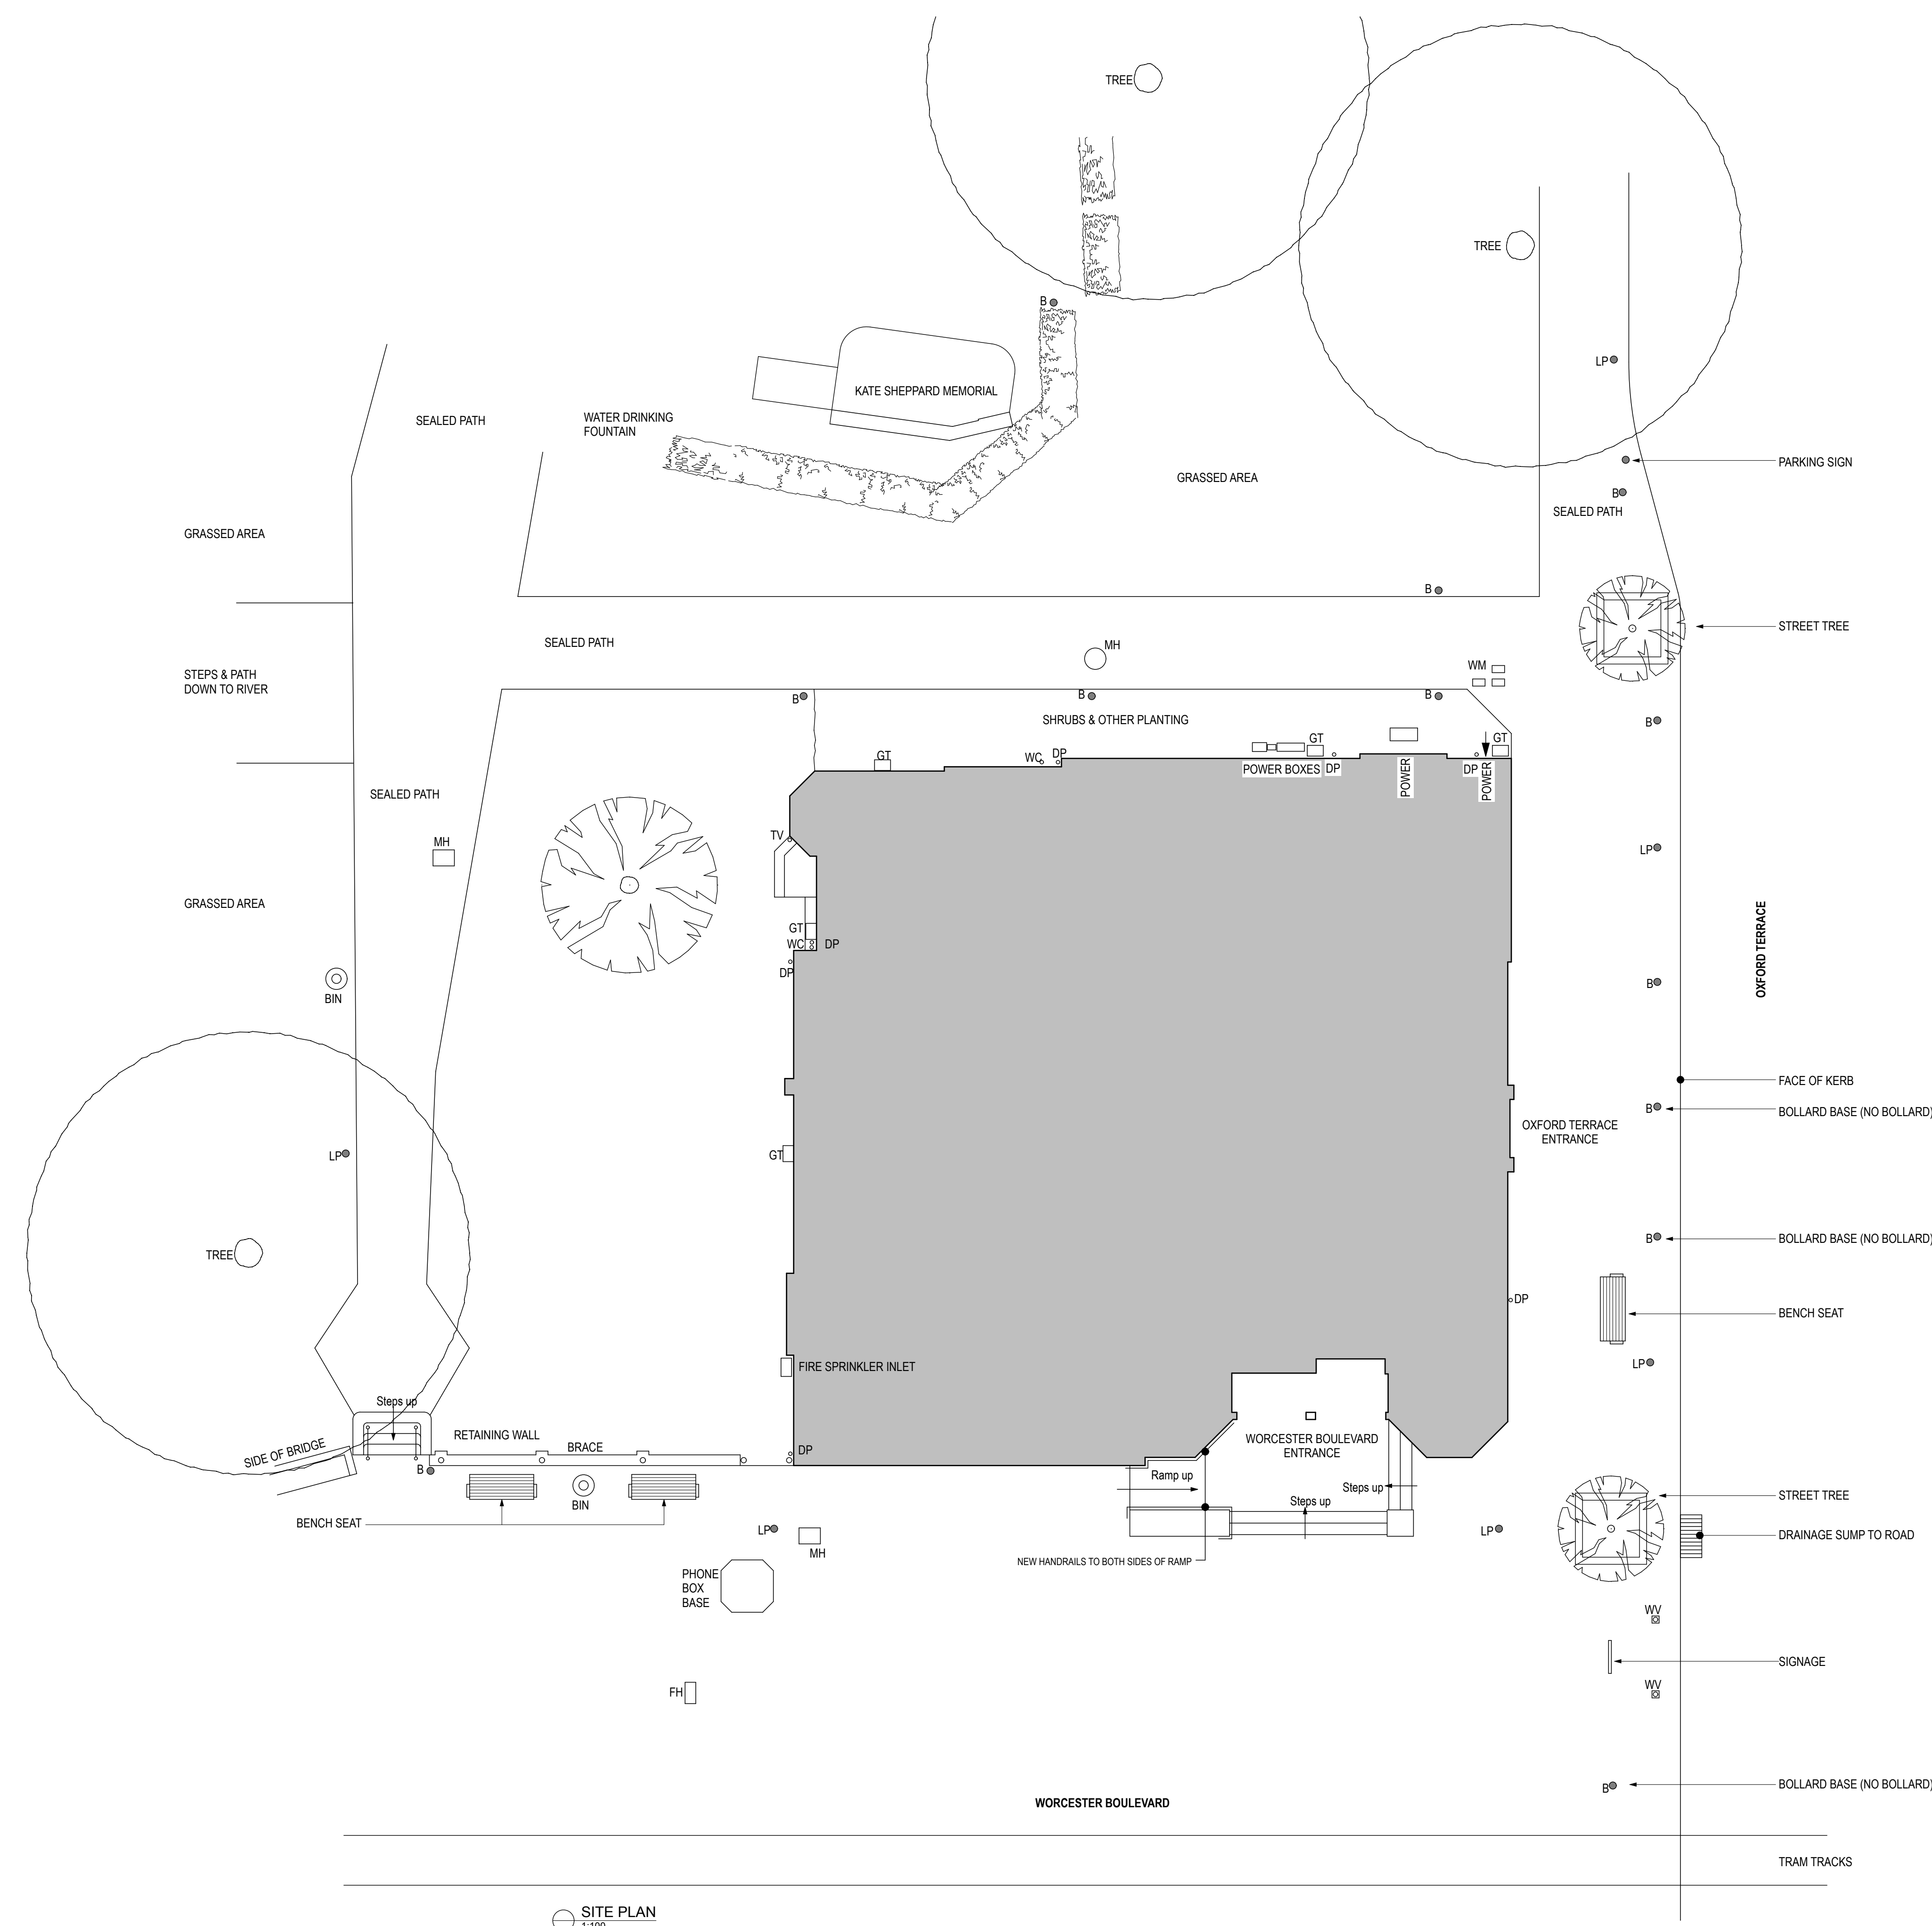 TREE
TREE
B
LP
KATE SHEPPARD MEMORIAL
SEALED PATH
WATER DRINKING
FOUNTAIN
PARKING SIGN
GRASSED AREA
B
SEALED PATH
GRASSED AREA
B
STREET TREE
SEALED PATH
MH
WM
STEPS & PATH
DOWN TO RIVER
B
B
B
SHRUBS & OTHER PLANTING
B
GT
WC
DP
GT
GT
POWER BOXES
DP
POWER
DP
POWER
SEALED PATH
TV
MH
LP
GRASSED AREA
GT
WC
DP
DP
OXFORD TERRACE
BIN
B
FACE OF KERB
B
BOLLARD BASE (NO BOLLARD)
OXFORD TERRACE
ENTRANCE
LP
GT
TREE
B
BOLLARD BASE (NO BOLLARD)
DP
BENCH SEAT
FIRE SPRINKLER INLET
LP
Steps up
RETAINING WALL
SIDE OF BRIDGE
BRACE
DP
WORCESTER BOULEVARD
ENTRANCE
B
Ramp up
Steps up
Steps up
STREET TREE
BIN
BENCH SEAT
LP
LP
DRAINAGE SUMP TO ROAD
MH
NEW HANDRAILS TO BOTH SIDES OF RAMP
PHONE
BOX
BASE
WV
SIGNAGE
WV
FH
B
BOLLARD BASE (NO BOLLARD)
WORCESTER BOULEVARD
TRAM TRACKS
SITE PLAN
1:100